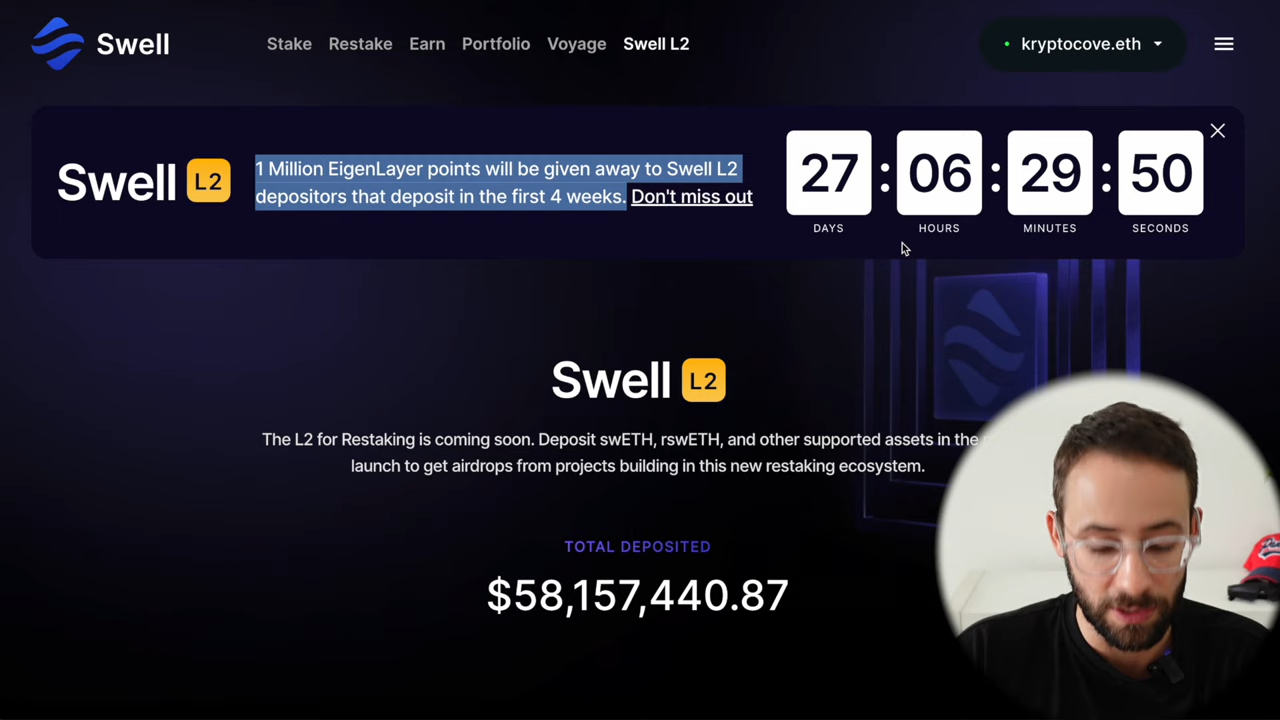 Swell
Stake Restake Earn Portfolio Voyage Swell L2
kryptocove.eth
Swell L2
1 Million EigenLayer points will be given away to Swell L2
depositors that deposit in the first 4 weeks. Don't miss out
27 : 06 : 29 : 50
DAYS HOURS MINUTES SECONDS
Swell L2
The L2 for Restaking is coming soon. Deposit swETH, rswETH, and other supported assets in the
launch to get airdrops from projects building in this new restaking ecosystem.
TOTAL DEPOSITED
$58,157,440.87